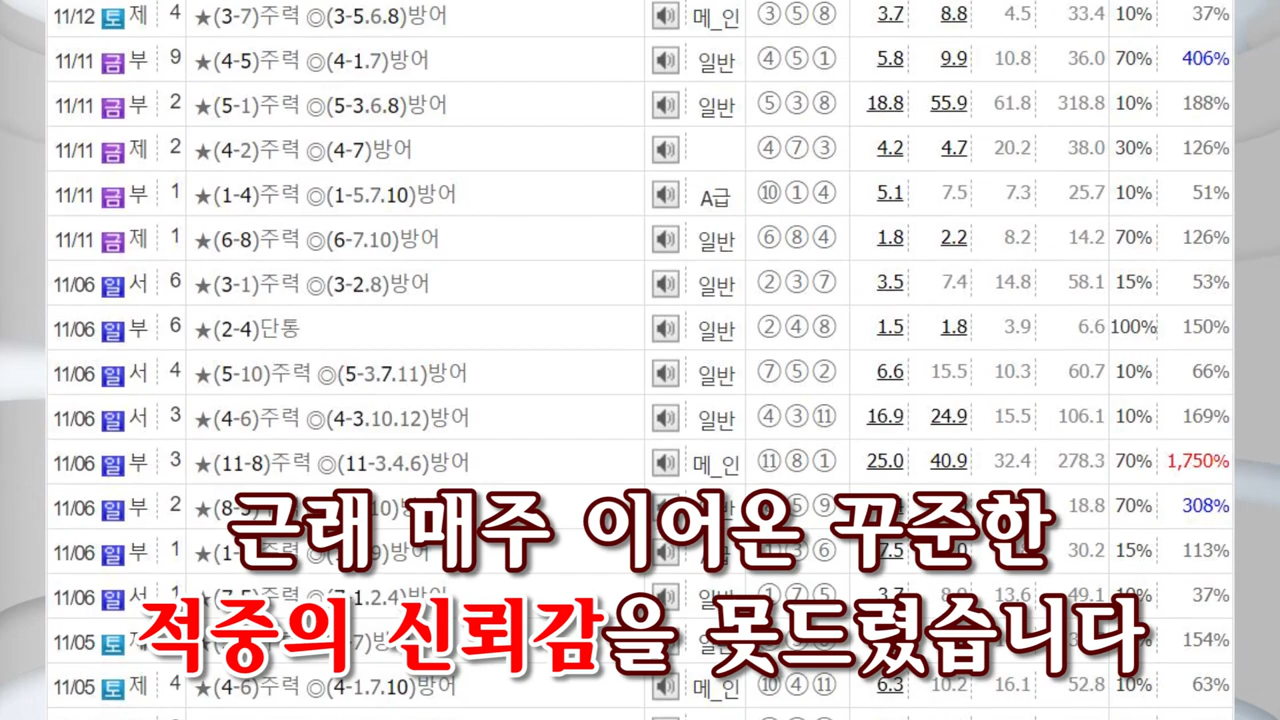 11/12 토 제 4 ★(3-7)주력 ◎(3-5.6.8)방어 메_인 ③⑤⑧ 3.7 8.8 4.5 33.4 10% 37%
11/11 금 부 9 ★(4-5)주력 ◎(4-1.7)방어 일반 ④⑤① 5.8 9.9 10.8 36.0 70% 406%
11/11 금 부 2 ★(5-1)주력 ◎(5-3.6.8)방어 일반 ⑤③⑧ 18.8 55.9 61.8 318.8 10% 188%
11/11 금 제 2 ★(4-2)주력 ◎(4-7)방어 ④⑦③ 4.2 4.7 20.2 38.0 30% 126%
11/11 금 부 1 ★(1-4)주력 ◎(1-5.7.10)방어 A급 ⑩①④ 5.1 7.5 7.3 25.7 10% 51%
11/11 금 제 1 ★(6-8)주력 ◎(6-7.10)방어 일반 ⑥⑧④ 1.8 2.2 8.2 14.2 70% 126%
11/06 일 서 6 ★(3-1)주력 ◎(3-2.8)방어 일반 ②③⑦ 3.5 7.4 14.8 58.1 15% 53%
11/06 일 부 6 ★(2-4)단통 일반 ②④⑧ 1.5 1.8 3.9 6.6 100% 150%
11/06 일 서 4 ★(5-10)주력 ◎(5-3.7.11)방어 일반 ⑦⑤② 6.6 15.5 10.3 60.7 10% 66%
11/06 일 서 3 ★(4-6)주력 ◎(4-3.10.12)방어 일반 ④③⑪ 16.9 24.9 15.5 106.1 10% 169%
11/06 일 부 3 ★(11-8)주력 ◎(11-3.4.6)방어 메_인 ⑪⑧① 25.0 40.9 32.4 278.3 70% 1,750%
11/06 일 부 2 18.8 70% 308%
11/06 일 부 1 30.2 15% 113%
11/06 일 서 1 ①⑦⑤ 3.7 13.6 49.1 37%
11/05 토 154%
11/05 토 제 4 ★(4-6)주력 ◎(4-1.7.10)방어 메_인 ⑩④⑪ 6.3 10.2 16.1 52.8 10% 63%
근래 매주 이어온 꾸준한
적중의 신뢰감을 못드렸습니다